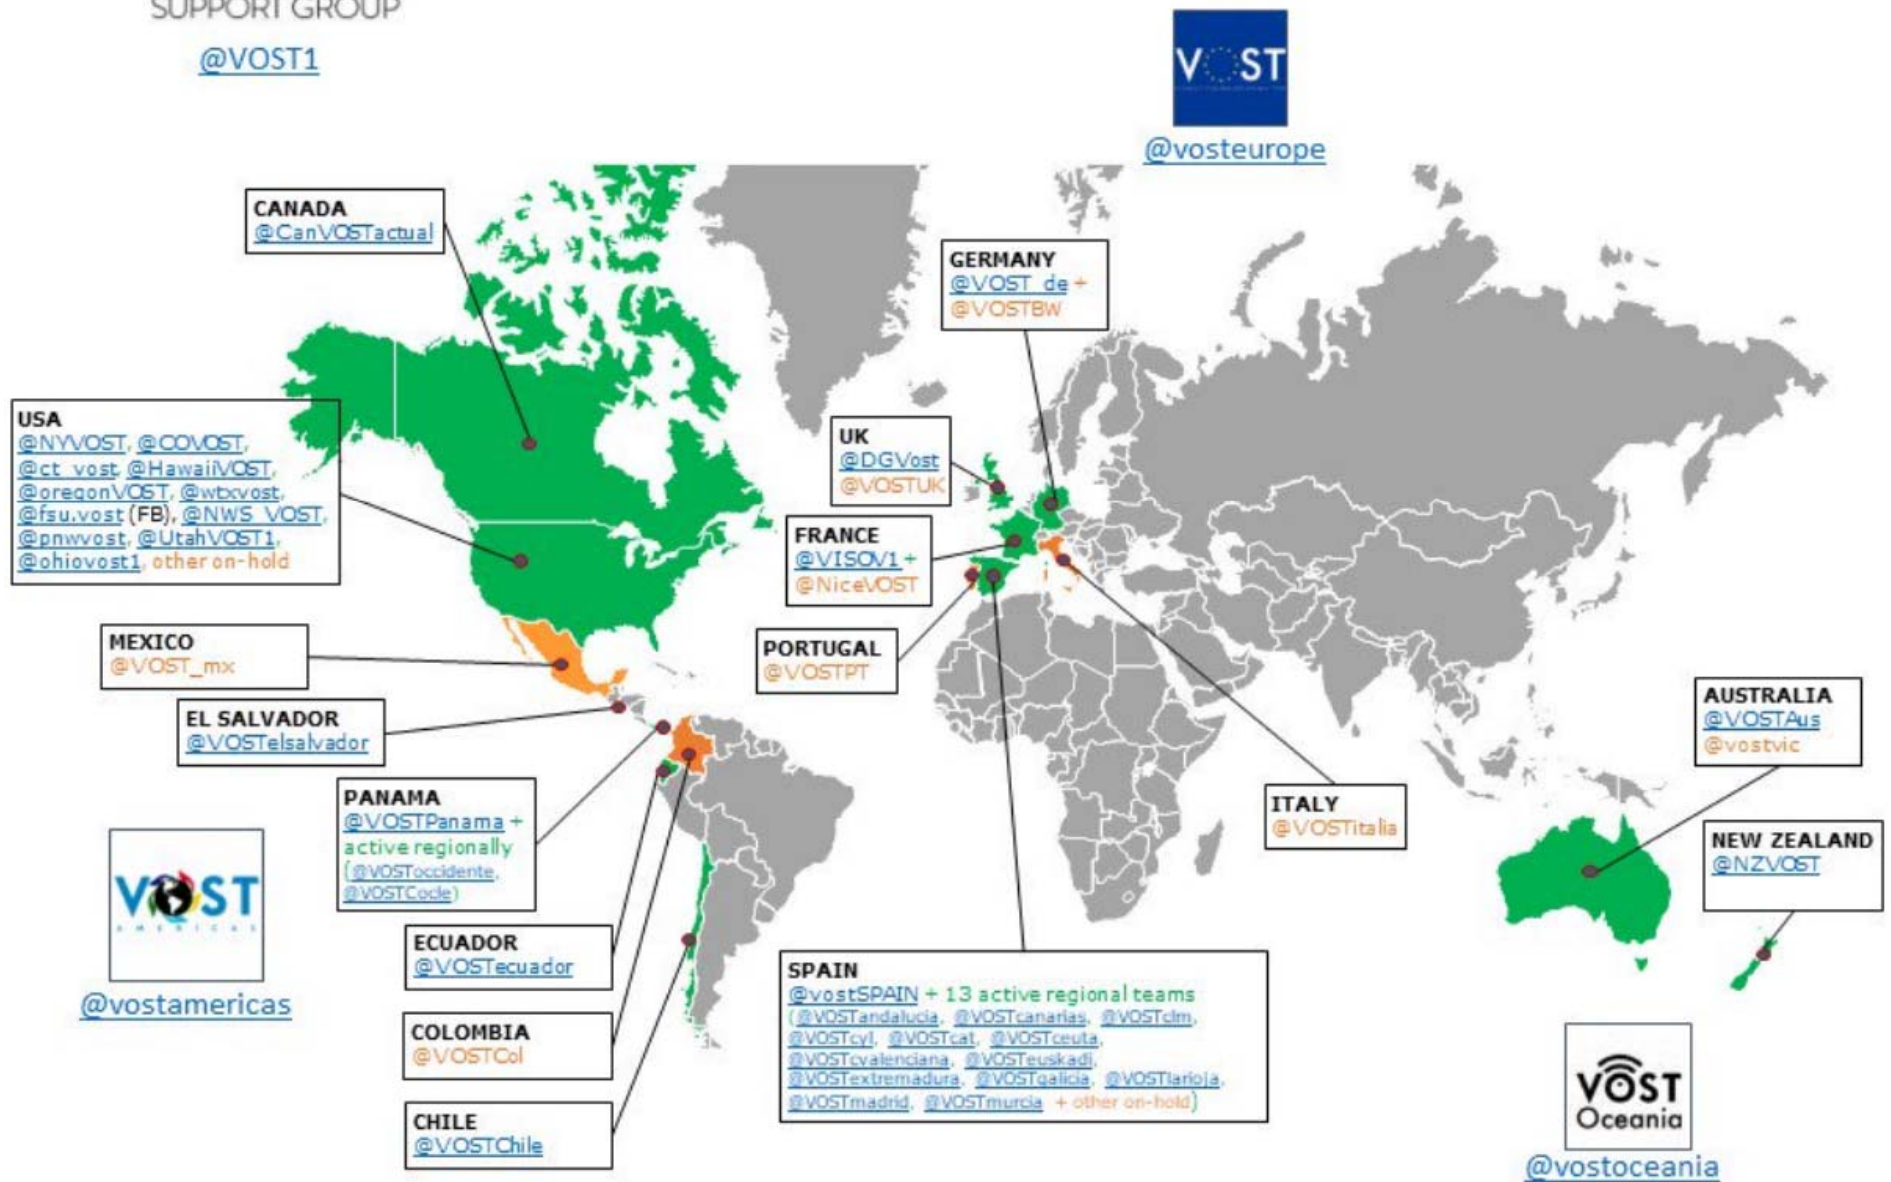 SUPPORT GROUP
@VOST1
VOST
@vosteurope
CANADA
@CanVOSTactual
GERMANY
@VOST_de +
@VOSTBW
USA
@NYVOST, @COVOST,
@ct_vost, @HawaiiVOST,
@oregonVOST, @wtxvost,
@fsu.vost (FB), @NWS_VOST,
@pnwvost, @UtahVOST1,
@ohiovost1, other on-hold
UK
@DGVost
@VOSTUK
FRANCE
@VISOV1 +
@NiceVOST
MEXICO
@VOST_mx
PORTUGAL
@VOSTPT
EL SALVADOR
@VOSTelsalvador
AUSTRALIA
@VOSTAus
@vostvic
PANAMA
@VOSTPanama +
active regionally
(@VOSToccidente,
@VOSTCocle)
ITALY
@VOSTitalia
NEW ZEALAND
@NZVOST
VOST
AMERICAS
@vostamericas
ECUADOR
@VOSTecuador
COLOMBIA
@VOSTCol
CHILE
@VOSTChile
SPAIN
@vostSPAIN + 13 active regional teams
(@VOSTandalucia, @VOSTcanarias, @VOSTclm,
@VOSTcyl, @VOSTcat, @VOSTceuta,
@VOSTcvalenciana, @VOSTeuskadi,
@VOSTextremadura, @VOSTgalicia, @VOSTlarioja,
@VOSTmadrid, @VOSTmurcia + other on-hold)
VOST
Oceania
@vostoceania